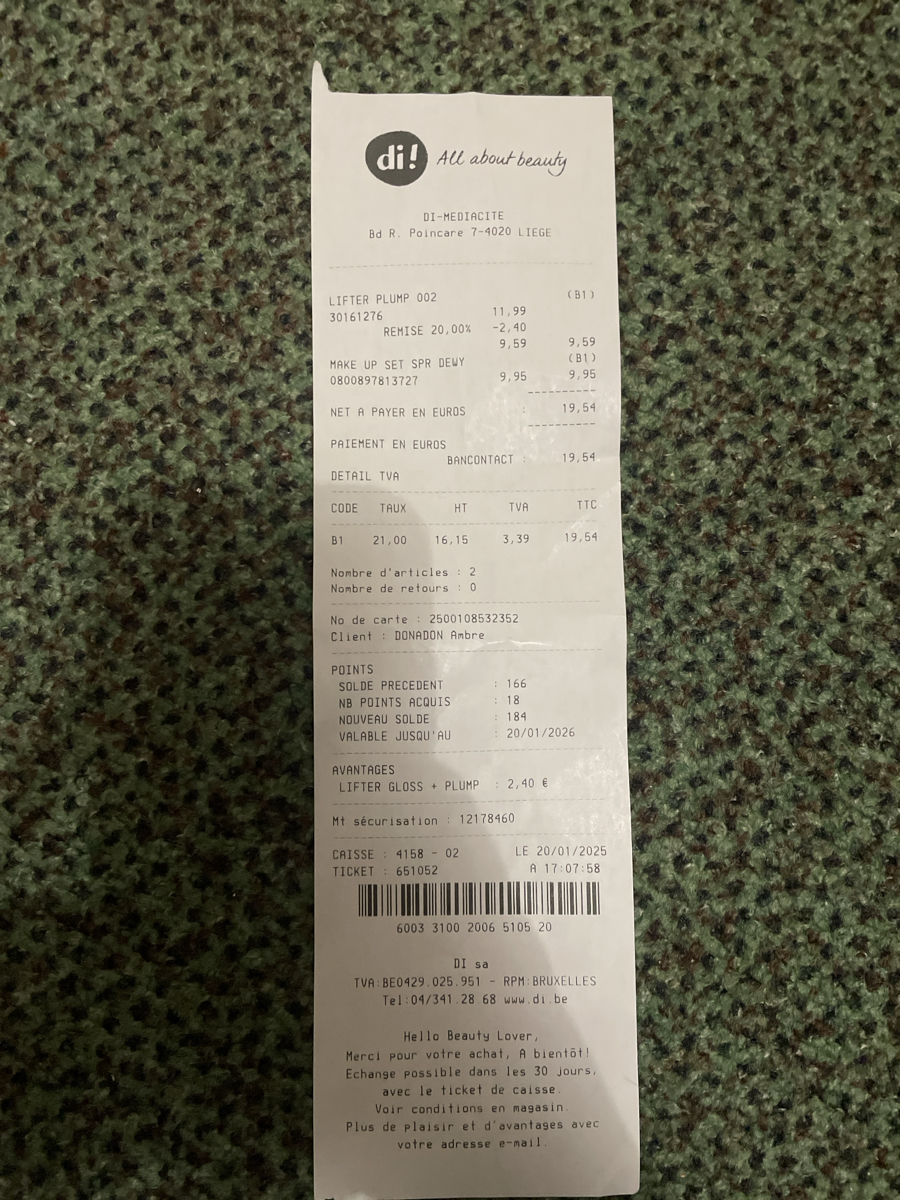 di! All about beauty
DI-MEDIACITE
Bd R. Poincare 7-4020 LIEGE
LIFTER PLUMP 002 (B1)
30161276 11,99
REMISE 20,00% -2,40
9,59 9,59
MAKE UP SET SPR DEWY (B1)
0800897813727 9,95 9,95
NET A PAYER EN EUROS : 19,54
PAIEMENT EN EUROS
BANCONTACT : 19,54
DETAIL TVA
CODE TAUX HT TVA TTC
B1 21,00 16,15 3,39 19,54
Nombre d'articles : 2
Nombre de retours : 0
No de carte : 2500108532352
Client : DONADON Ambre
POINTS
SOLDE PRECEDENT : 166
NB POINTS ACQUIS : 18
NOUVEAU SOLDE : 184
VALABLE JUSQU'AU : 20/01/2026
AVANTAGES
LIFTER GLOSS + PLUMP : 2,40 €
Mt sécurisation : 12178460
CAISSE : 4158 - 02 LE 20/01/2025
TICKET : 651052 A 17:07:58
6003 3100 2006 5105 20
DI sa
TVA:BE0429.025.951 - RPM:BRUXELLES
Tel:04/341.28.68 www.di.be
Hello Beauty Lover,
Merci pour votre achat, A bientôt!
Echange possible dans les 30 jours,
avec le ticket de caisse.
Voir conditions en magasin.
Plus de plaisir et d'avantages avec
votre adresse e-mail.